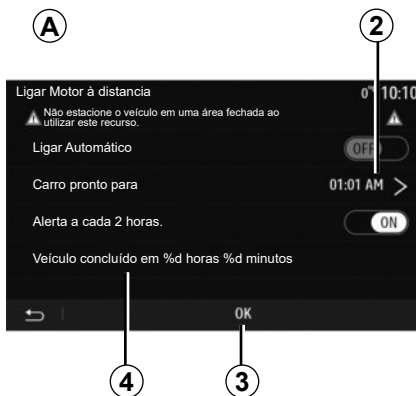 A
2
Ligar Motor à distancia
0° 10:10
Não estacione o veículo em uma área fechada ao
utilizar este recurso.
Ligar Automático
OFF
Carro pronto para
01:01 AM >
Alerta a cada 2 horas.
ON
Veículo concluído em %d horas %d minutos
OK
4
3